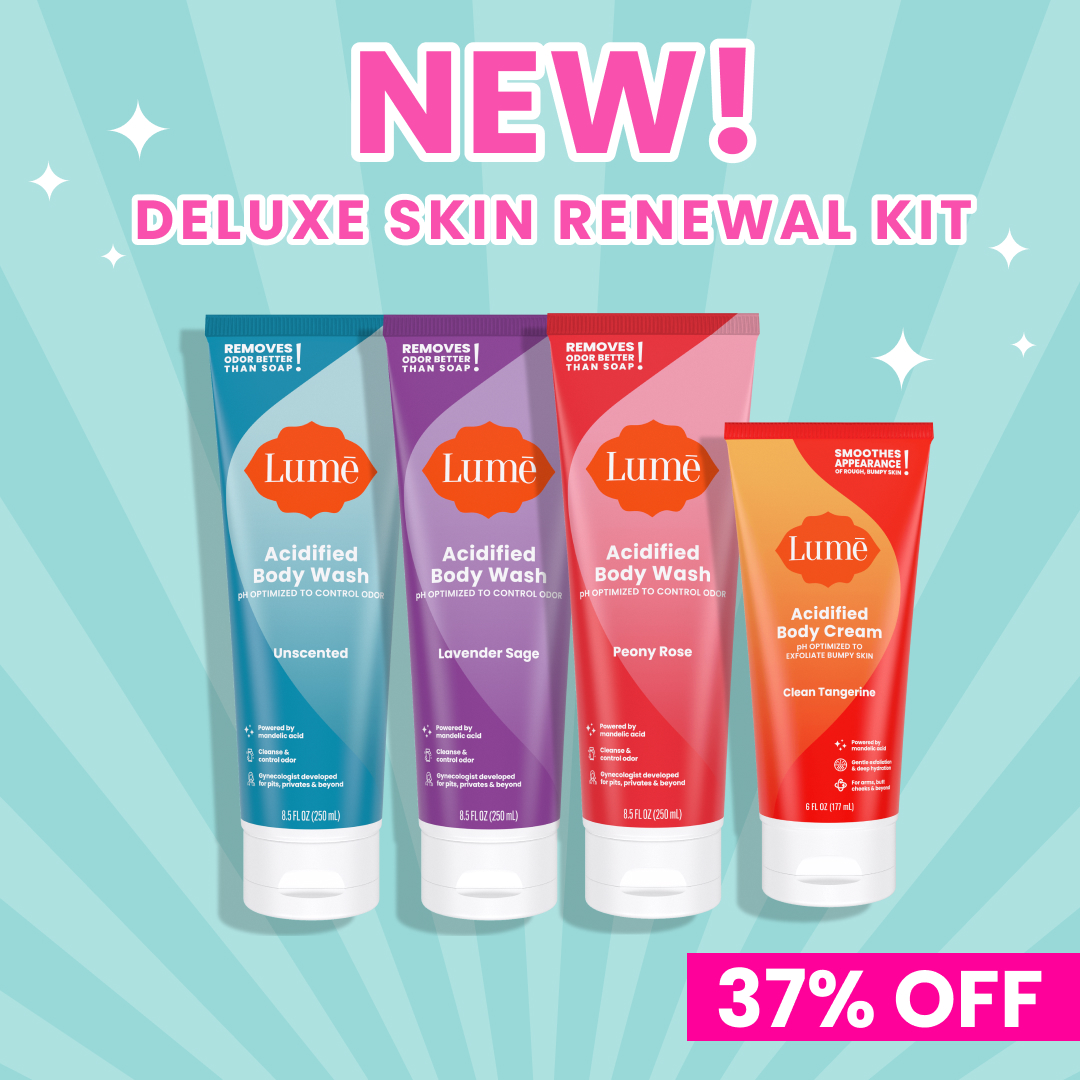 NEW!
DELUXE SKIN RENEWAL KIT
REMOVES
ODOR BETTER
THAN SOAP!
Lumē
Acidified
Body Wash
pH OPTIMIZED TO CONTROL ODOR
Unscented
Powered by
mandelic acid
Cleanse &
control odor
Gynecologist developed
for pits, privates & beyond
8.5 FL OZ (250 mL)
REMOVES
ODOR BETTER
THAN SOAP!
Lumē
Acidified
Body Wash
pH OPTIMIZED TO CONTROL ODOR
Lavender Sage
Powered by
mandelic acid
Cleanse &
control odor
Gynecologist developed
for pits, privates & beyond
8.5 FL OZ (250 mL)
REMOVES
ODOR BETTER
THAN SOAP!
Lumē
Acidified
Body Wash
pH OPTIMIZED TO CONTROL ODOR
Peony Rose
Powered by
mandelic acid
Cleanse &
control odor
Gynecologist developed
for pits, privates & beyond
8.5 FL OZ (250 mL)
SMOOTHES
APPEARANCE
OF ROUGH, BUMPY SKIN!
Lumē
Acidified
Body Cream
pH OPTIMIZED TO
EXFOLIATE BUMPY SKIN
Clean Tangerine
Powered by
mandelic acid
Gentle exfoliation
& deep hydration
For arms, butt
cheeks & beyond
6 FL OZ (177 mL)
37% OFF